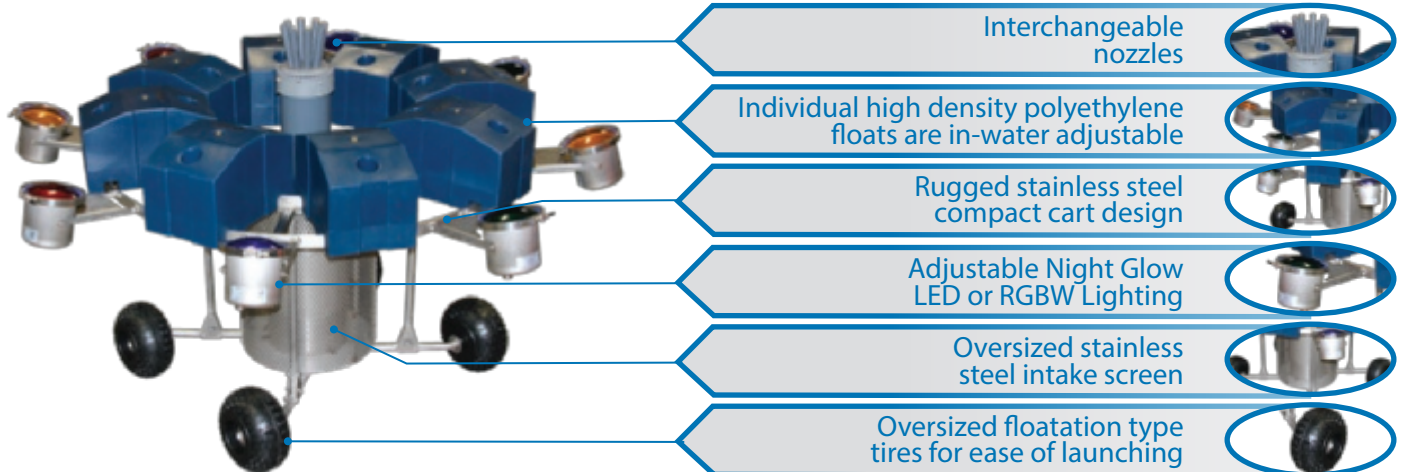 Interchangeable
nozzles
Individual high density polyethylene
floats are in-water adjustable
Rugged stainless steel
compact cart design
Adjustable Night Glow
LED or RGBW Lighting
Oversized stainless
steel intake screen
Oversized floatation type
tires for ease of launching